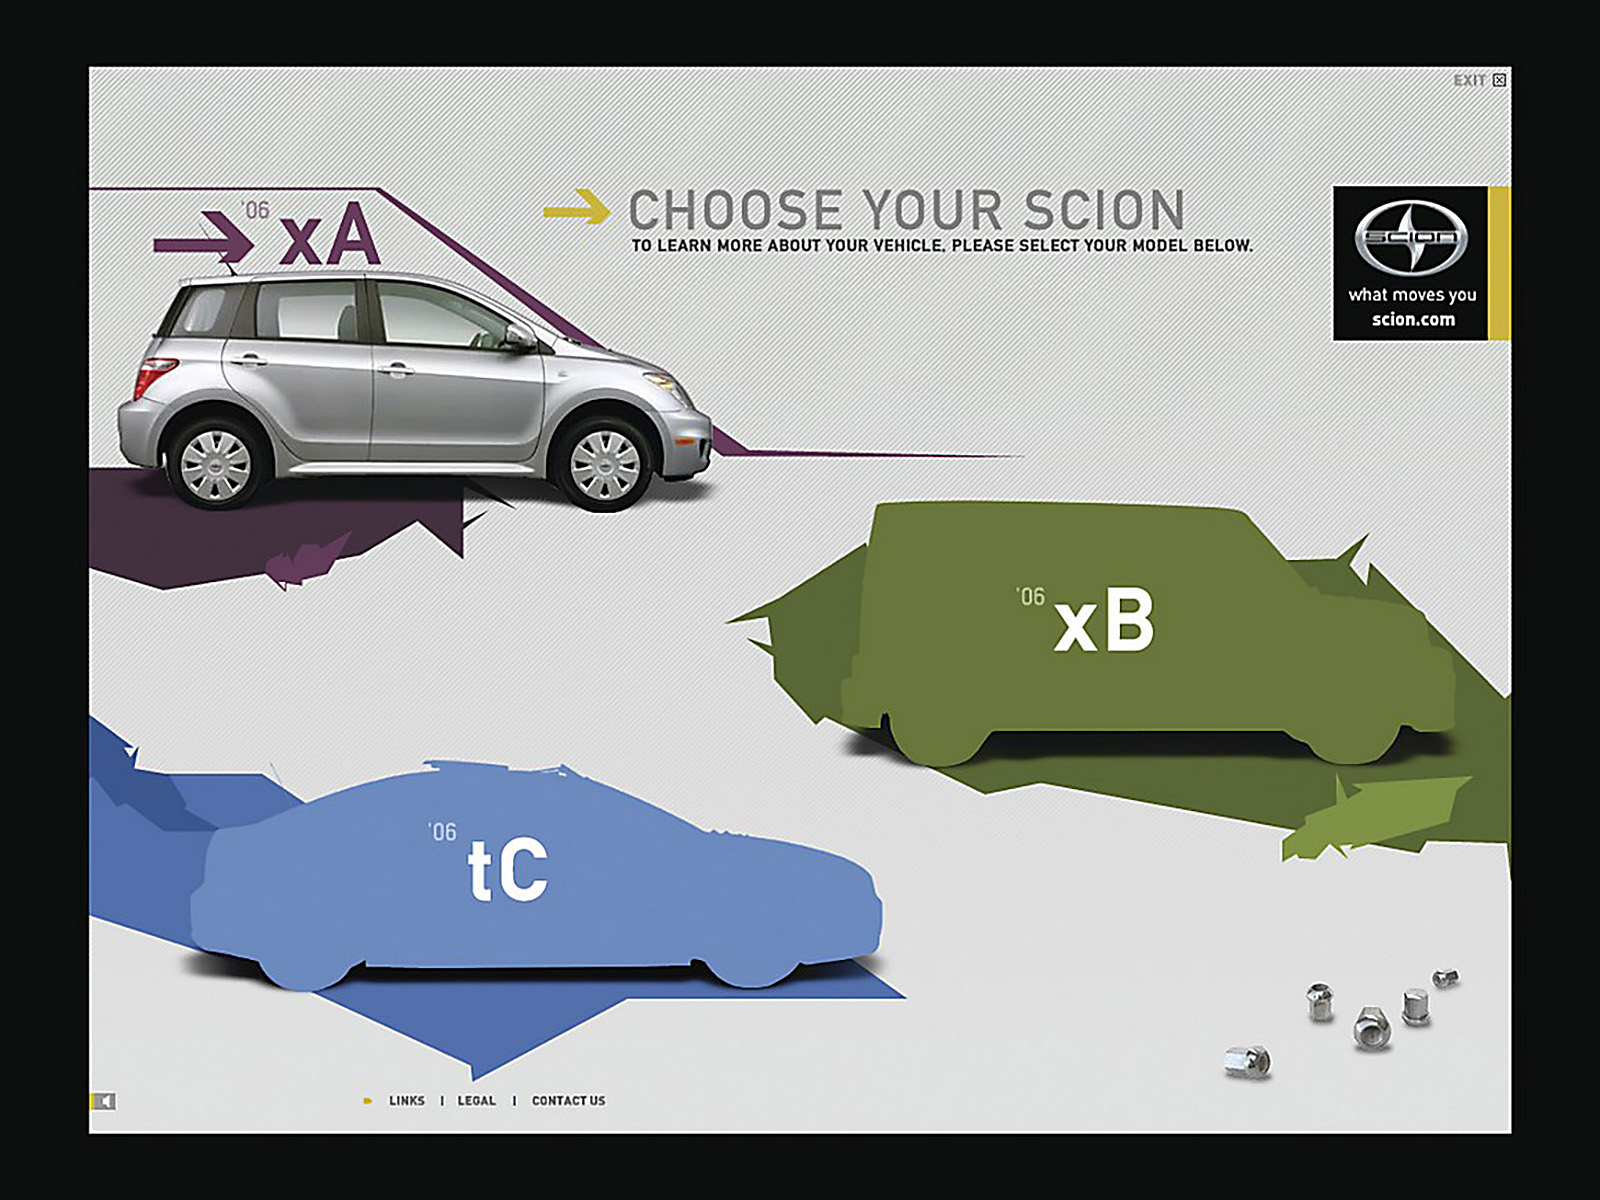 EXIT
'06 xA
CHOOSE YOUR SCION
TO LEARN MORE ABOUT YOUR VEHICLE, PLEASE SELECT YOUR MODEL BELOW.
SCION
what moves you
scion.com
'06 xB
'06 tC
LINKS | LEGAL | CONTACT US